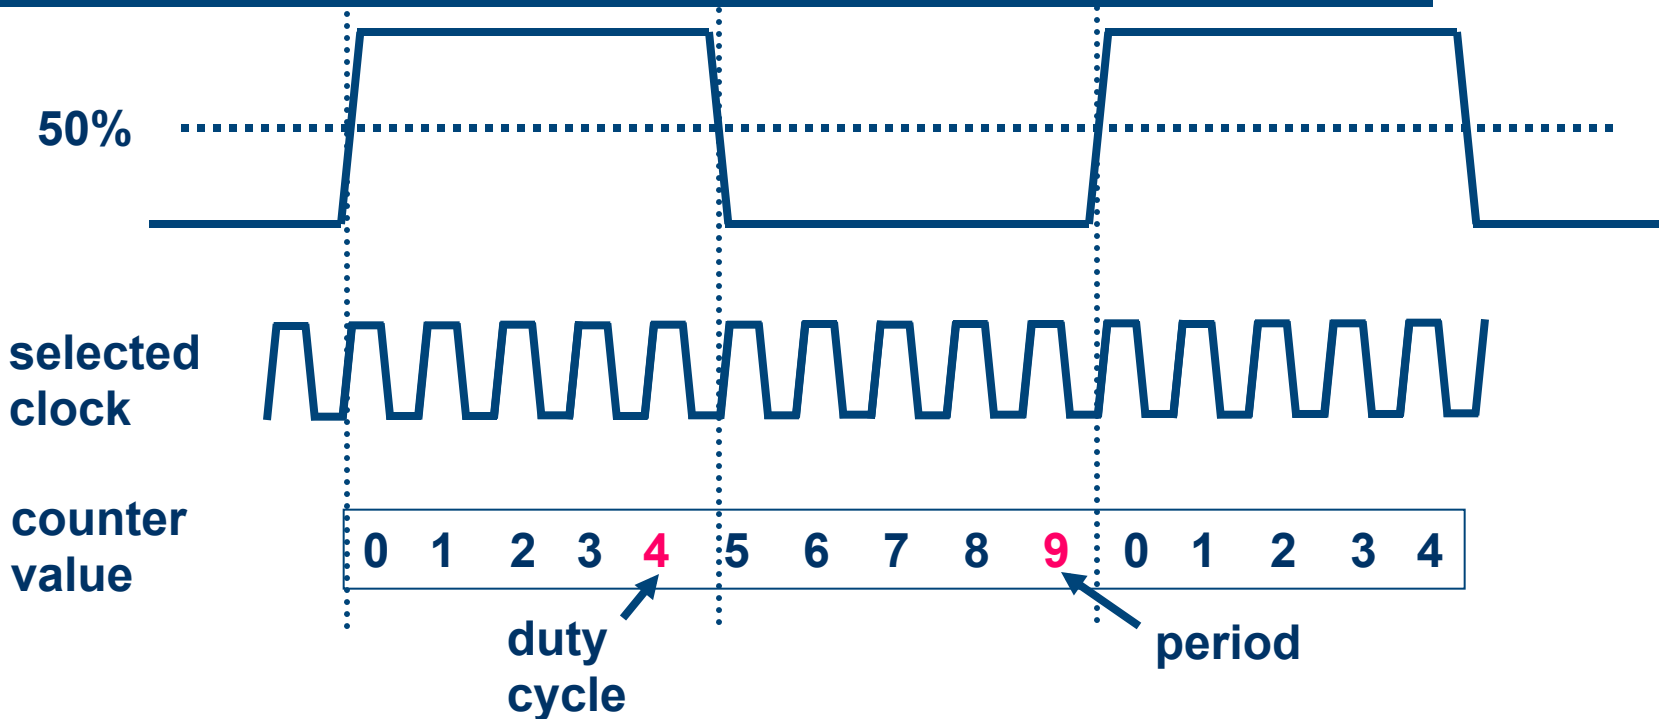 50%
selected
clock
counter
value
0 1 2 3 4 5 6 7 8 9 0 1 2 3 4
duty
cycle
period